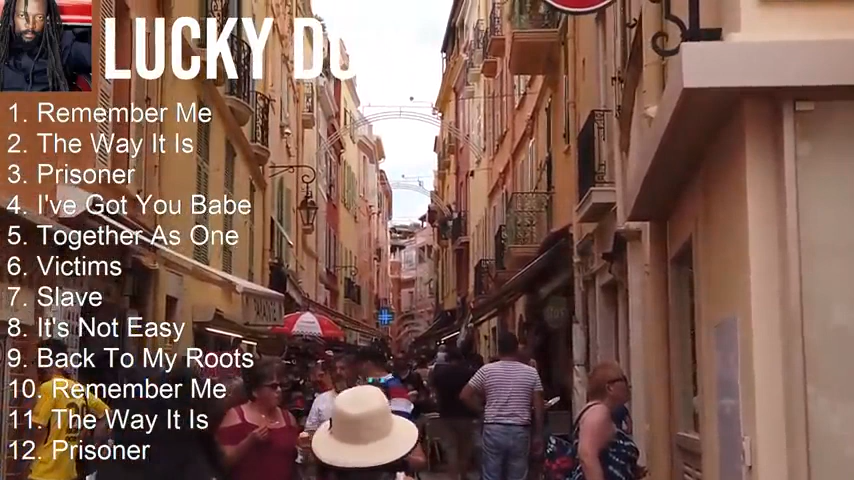 LUCKY DU
1. Remember Me
2. The Way It Is
3. Prisoner
4. I've Got You Babe
5. Together As One
6. Victims
7. Slave
8. It's Not Easy
9. Back To My Roots
10. Remember Me
11. The Way It Is
12. Prisoner